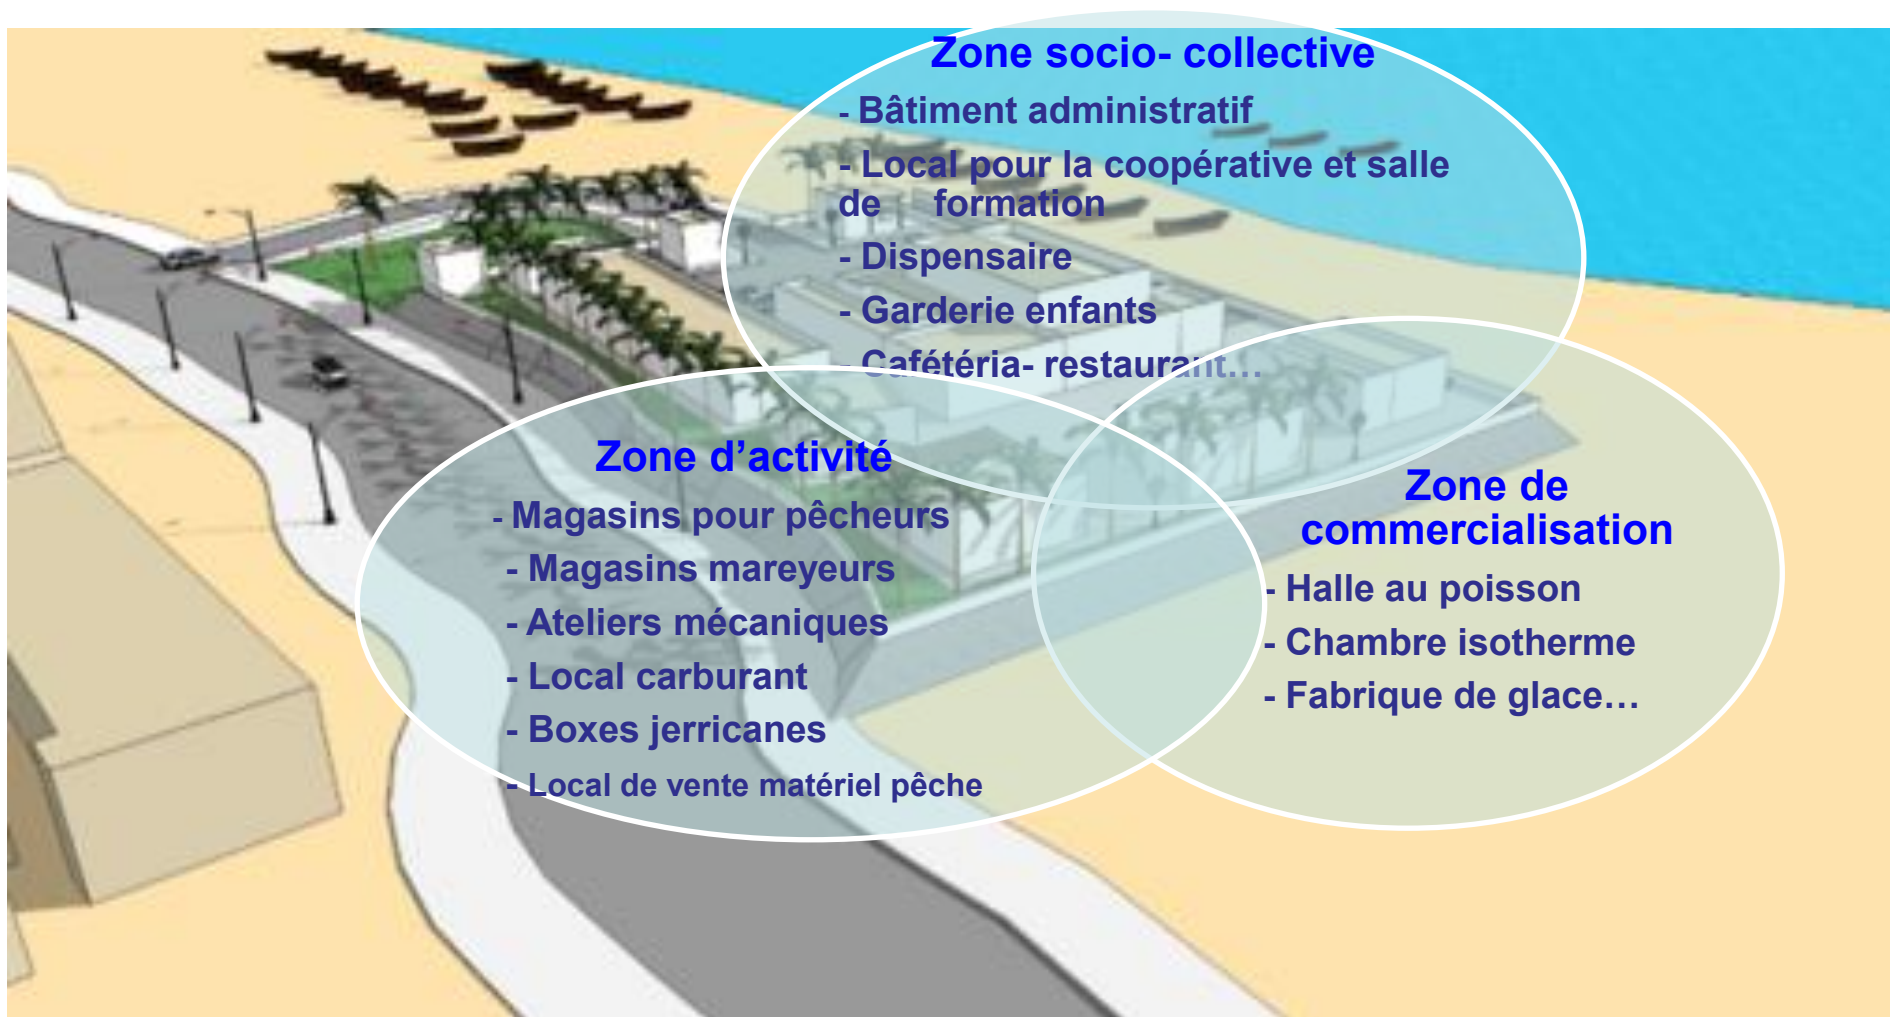 Zone socio- collective
- Bâtiment administratif
- Local pour la coopérative et salle
de formation
- Dispensaire
- Garderie enfants
- Cafétéria- restaurant…
Zone d’activité
- Magasins pour pêcheurs
- Magasins mareyeurs
- Ateliers mécaniques
- Local carburant
- Boxes jerricanes
- Local de vente matériel pêche
Zone de
commercialisation
- Halle au poisson
- Chambre isotherme
- Fabrique de glace…